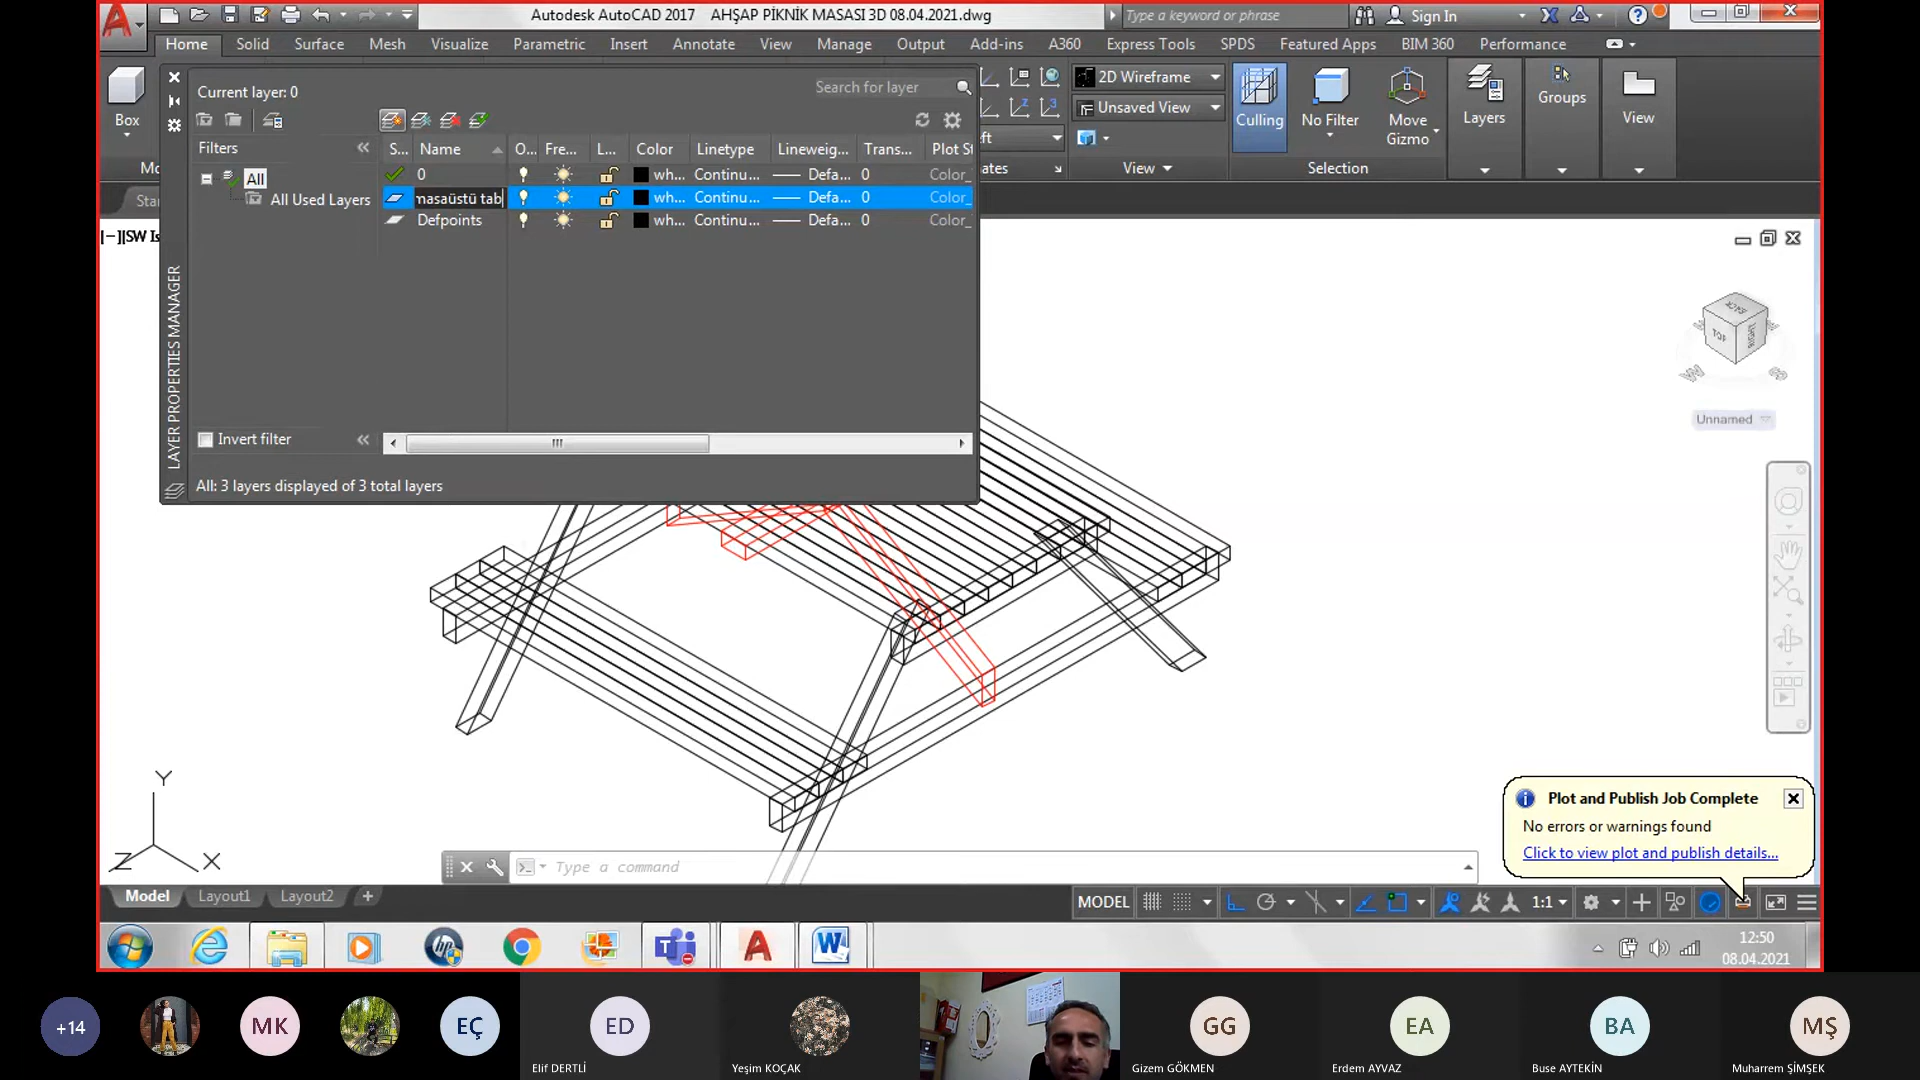 Autodesk AutoCAD 2017 AHŞAP PİKNİK MASASI 3D 08.04.2021.dwg
Type a keyword or phrase
Sign In
Home Solid Surface Mesh Visualize Parametric Insert Annotate View Manage Output Add-ins A360 Express Tools SPDS Featured Apps BIM 360 Performance
Box
Current layer: 0
Search for layer
Filters
S... Name O.. Fre... L... Color Linetype Lineweig... Trans... Plot St
All
All Used Layers
0 wh... Continu... Defa... 0 Color_
masaüstü tab wh... Continu... Defa... 0 Color_
Defpoints wh... Continu... Defa... 0 Color_
Invert filter
All: 3 layers displayed of 3 total layers
LAYER PROPERTIES MANAGER
2D Wireframe
Unsaved View
View
Culling
No Filter
Move
Gizmo
Selection
Layers
Groups
View
[−][SW Is
TOP
Unnamed
Y
Z X
Type a command
Plot and Publish Job Complete
No errors or warnings found
Click to view plot and publish details...
Model Layout1 Layout2 +
MODEL 1:1
12:50
08.04.2021
+14
MK
EÇ
ED
Elif DERTLİ
Yeşim KOÇAK
GG
Gizem GÖKMEN
EA
Erdem AYVAZ
BA
Buse AYTEKİN
MŞ
Muharrem ŞİMŞEK